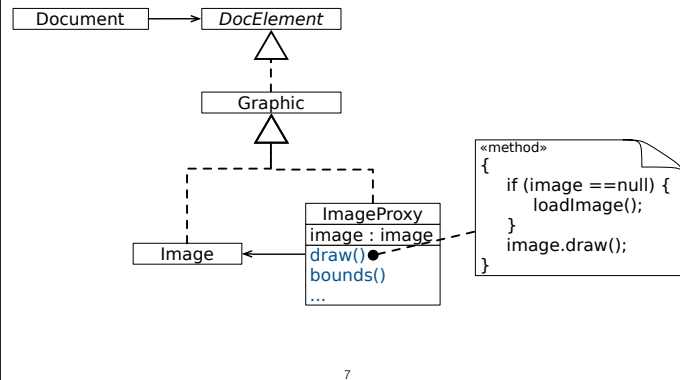 Document
DocElement
Graphic
«method»
{
if (image ==null) {
loadImage();
}
image.draw();
}
ImageProxy
image : image
draw()
bounds()
...
Image
7